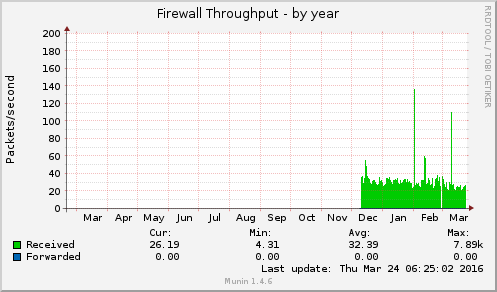 Firewall Throughput - by year
RRDTOOL / TOBI OETIKER
Packets/second
200
180
160
140
120
100
80
60
40
20
0
Mar Apr May Jun Jul Aug Sep Oct Nov Dec Jan Feb Mar
Cur: Min: Avg: Max:
Received 26.19 4.31 32.39 7.89k
Forwarded 0.00 0.00 0.00 0.00
Last update: Thu Mar 24 06:25:02 2016
Munin 1.4.6